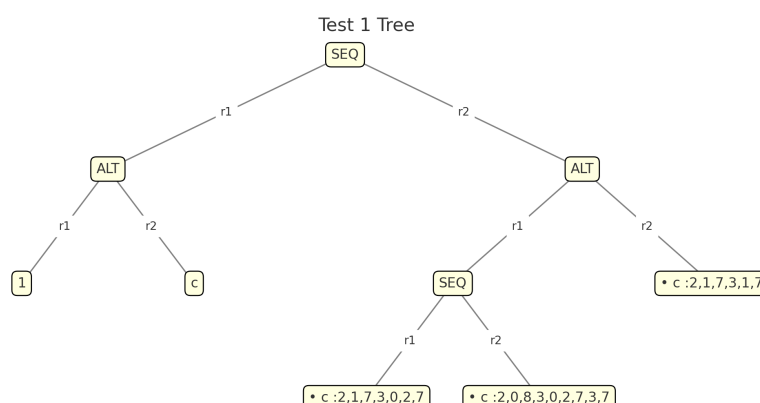 Test 1 Tree
SEQ
r1
r2
ALT
ALT
r1
r2
r1
r2
1
c
SEQ
• c :2,1,7,3,1,7
r1
r2
• c :2,1,7,3,0,2,7
• c :2,0,8,3,0,2,7,3,7